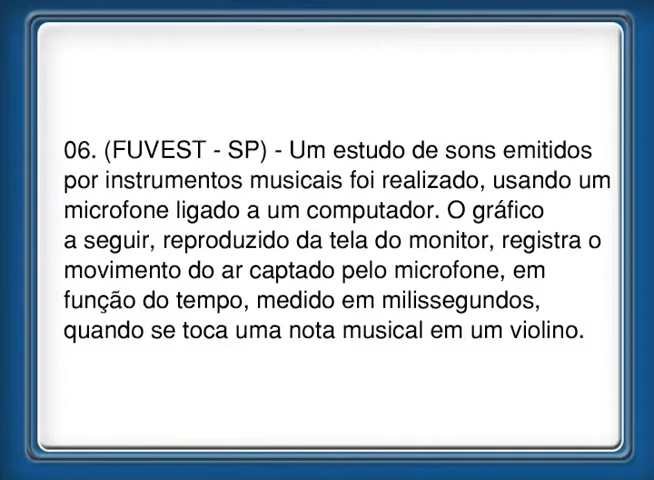 06. (FUVEST - SP) - Um estudo de sons emitidos
por instrumentos musicais foi realizado, usando um
microfone ligado a um computador. O gráfico
a seguir, reproduzido da tela do monitor, registra o
movimento do ar captado pelo microfone, em
função do tempo, medido em milissegundos,
quando se toca uma nota musical em um violino.